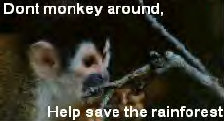 Dont monkey around,
Help save the rainforest